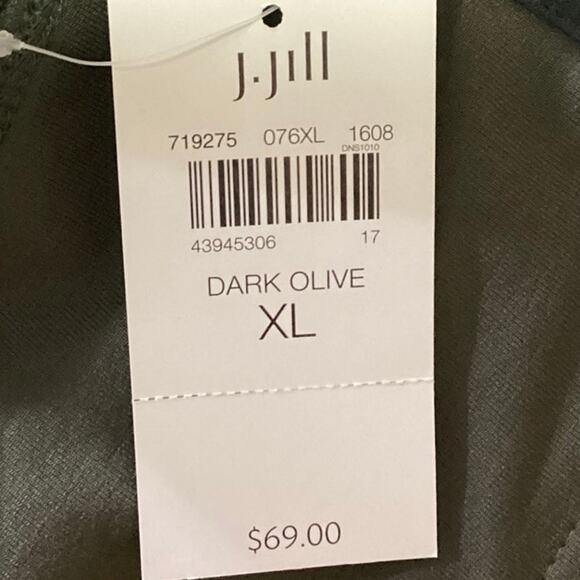 J.Jill
719275 076XL 1608
DNS1010
43945306 17
DARK OLIVE
XL
$69.00